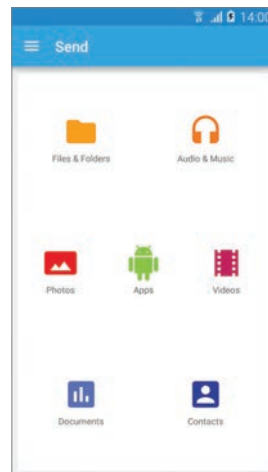 14:00
Send
Files & Folders
Audio & Music
Photos
Apps
Videos
Documents
Contacts